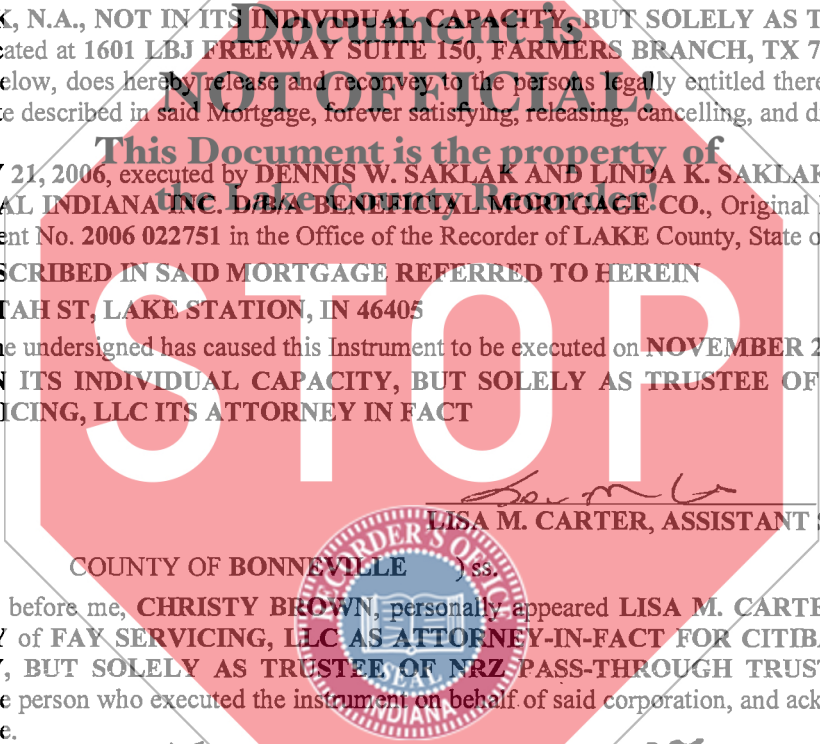 K, N.A., NOT IN ITS INDIVIDUAL CAPACITY, BUT SOLELY AS T
Document is
cated at 1601 LBJ FREEWAY SUITE 150, FARMERS BRANCH, TX 7
elow, does hereby release and reconvey to the persons legally entitled there
NOT OFFICIAL!
te described in said Mortgage, forever satisfying, releasing, cancelling, and d
This Document is the property of
Y 21, 2006, executed by DENNIS W. SAKLAK AND LINDA K. SAKLAK
the Lake County Recorder!
AL INDIANA INC. D/B/A BENEFICIAL MORTGAGE CO., Original
ent No. 2006 022751 in the Office of the Recorder of LAKE County, State o
SCRIBED IN SAID MORTGAGE REFERRED TO HEREIN
TAH ST, LAKE STATION, IN 46405
e undersigned has caused this Instrument to be executed on NOVEMBER 2
N ITS INDIVIDUAL CAPACITY, BUT SOLELY AS TRUSTEE OF
ICING, LLC ITS ATTORNEY IN FACT
STOP
LISA M. CARTER, ASSISTANT S
COUNTY OF BONNEVILLE ) ss.
before me, CHRISTY BROWN, personally appeared LISA M. CARTE
Y of FAY SERVICING, LLC AS ATTORNEY-IN-FACT FOR CITIBA
Y, BUT SOLELY AS TRUSTEE OF NRZ PASS-THROUGH TRUST
e person who executed the instrument on behalf of said corporation, and ack
e.
RECORDER'S OFFICE
SEAL
INDIANA